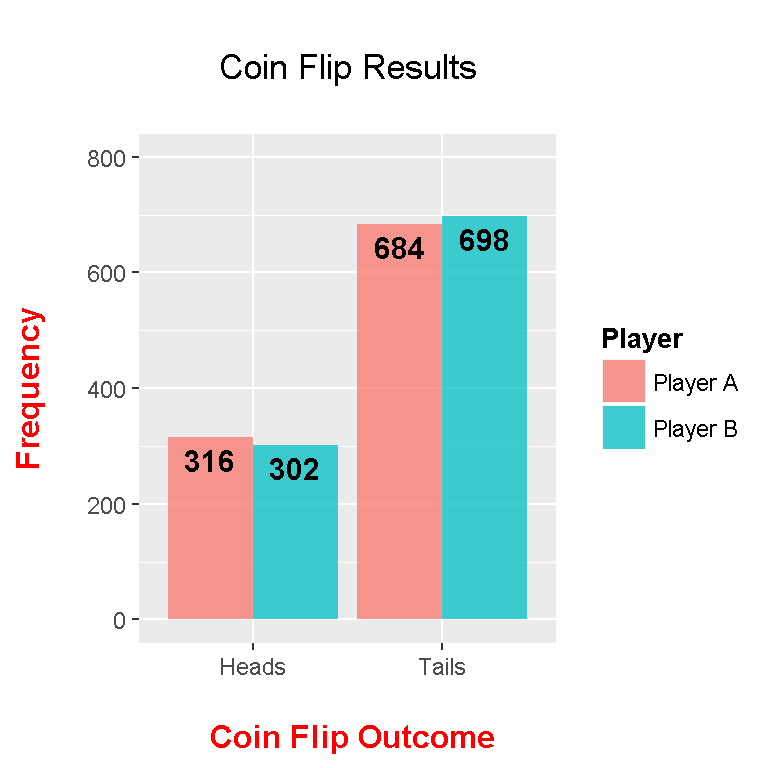 Coin Flip Results
800
600
400
200
0
684
698
316
302
Heads
Tails
Frequency
Coin Flip Outcome
Player
Player A
Player B